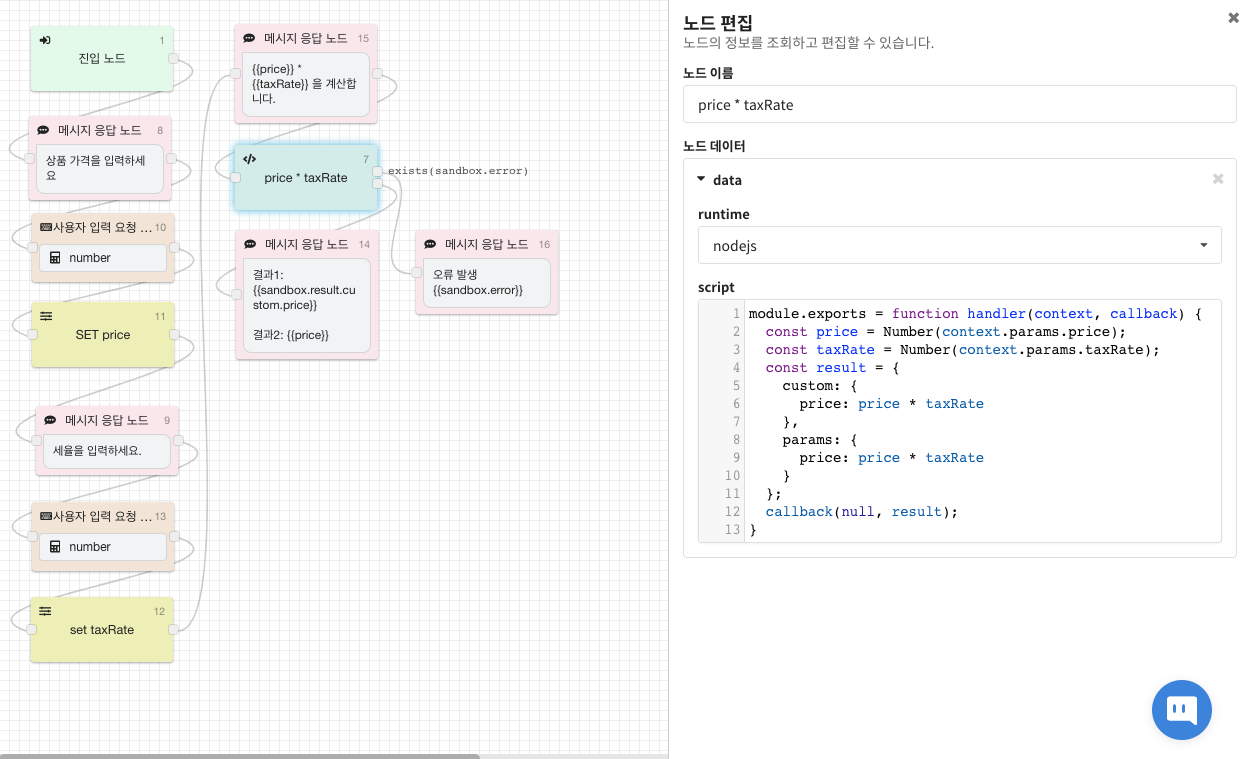 1
진입 노드
메시지 응답 노드 8
상품 가격을 입력하세
요
사용자 입력 요청 ... 10
number
11
SET price
메시지 응답 노드 9
세율을 입력하세요.
사용자 입력 요청 ... 13
number
12
set taxRate
메시지 응답 노드 15
{{price}} *
{{taxRate}} 을 계산합
니다.
7
price * taxRate
exists(sandbox.error)
메시지 응답 노드 14
결과1:
{{sandbox.result.cu
stom.price}}
결과2: {{price}}
메시지 응답 노드 16
오류 발생
{{sandbox.error}}
노드 편집
노드의 정보를 조회하고 편집할 수 있습니다.
노드 이름
price * taxRate
노드 데이터
data
runtime
nodejs
script
1 module.exports = function handler(context, callback) {
2   const price = Number(context.params.price);
3   const taxRate = Number(context.params.taxRate);
4   const result = {
5     custom: {
6       price: price * taxRate
7     },
8     params: {
9       price: price * taxRate
10     }
11   };
12   callback(null, result);
13 }